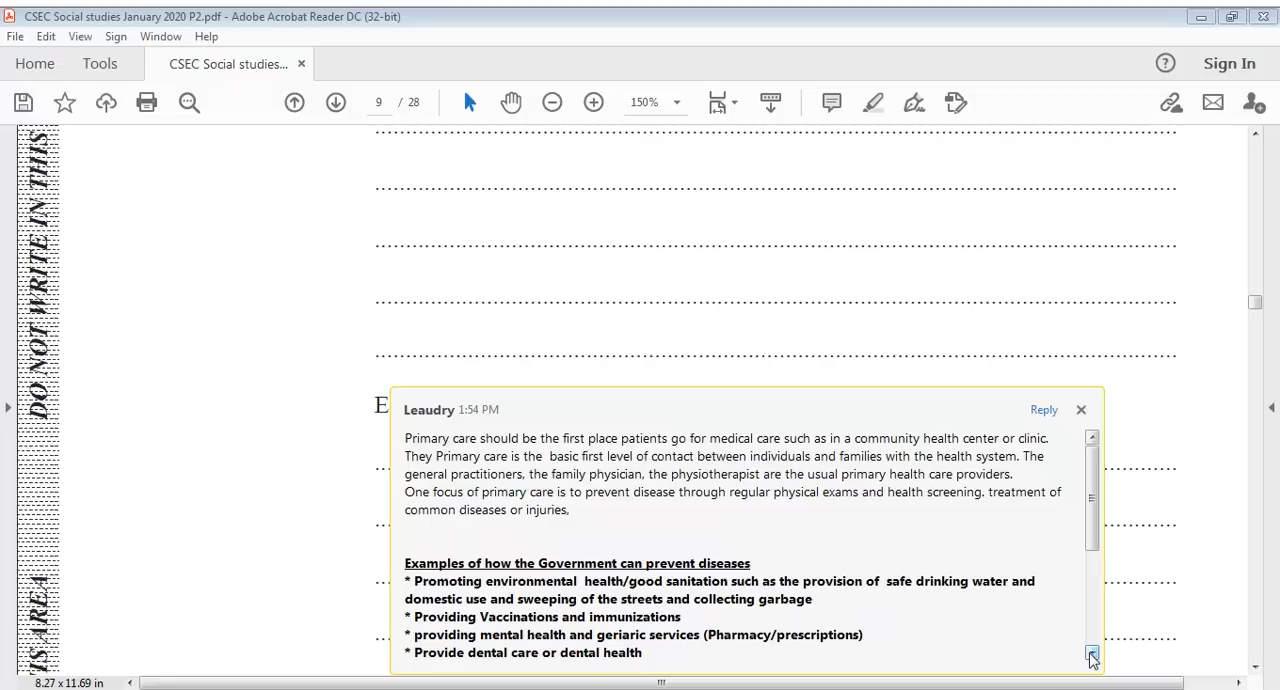 CSEC Social studies January 2020 P2.pdf - Adobe Acrobat Reader DC (32-bit)
File Edit View Sign Window Help
Home Tools CSEC Social studies... × Sign In
9 / 28 150%
DO NOT WRITE IN THIS
E
Leaudry 1:54 PM Reply
Primary care should be the first place patients go for medical care such as in a community health center or clinic.
They Primary care is the basic first level of contact between individuals and families with the health system. The
general practitioners, the family physician, the physiotherapist are the usual primary health care providers.
One focus of primary care is to prevent disease through regular physical exams and health screening. treatment of
common diseases or injuries,
Examples of how the Government can prevent diseases
* Promoting environmental health/good sanitation such as the provision of safe drinking water and
domestic use and sweeping of the streets and collecting garbage
* Providing Vaccinations and immunizations
* providing mental health and geriaric services (Pharmacy/prescriptions)
* Provide dental care or dental health
IS AREA
8.27 x 11.69 in